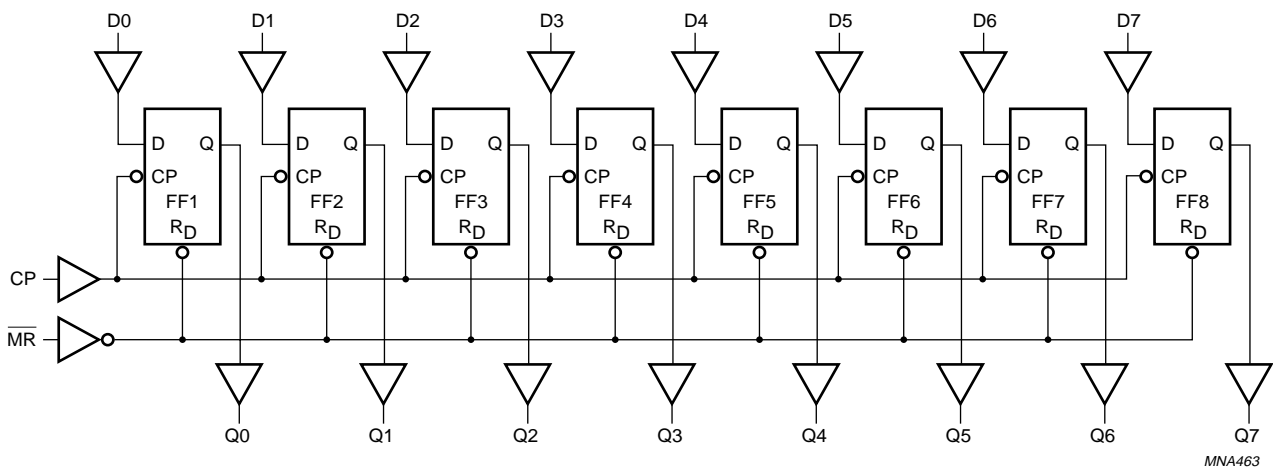 D0 D1 D2 D3 D4 D5 D6 D7
D Q D Q D Q D Q D Q D Q D Q D Q
CP CP CP CP CP CP CP CP
FF1 FF2 FF3 FF4 FF5 FF6 FF7 FF8
RD RD RD RD RD RD RD RD
CP
MR
Q0 Q1 Q2 Q3 Q4 Q5 Q6 Q7
MNA463